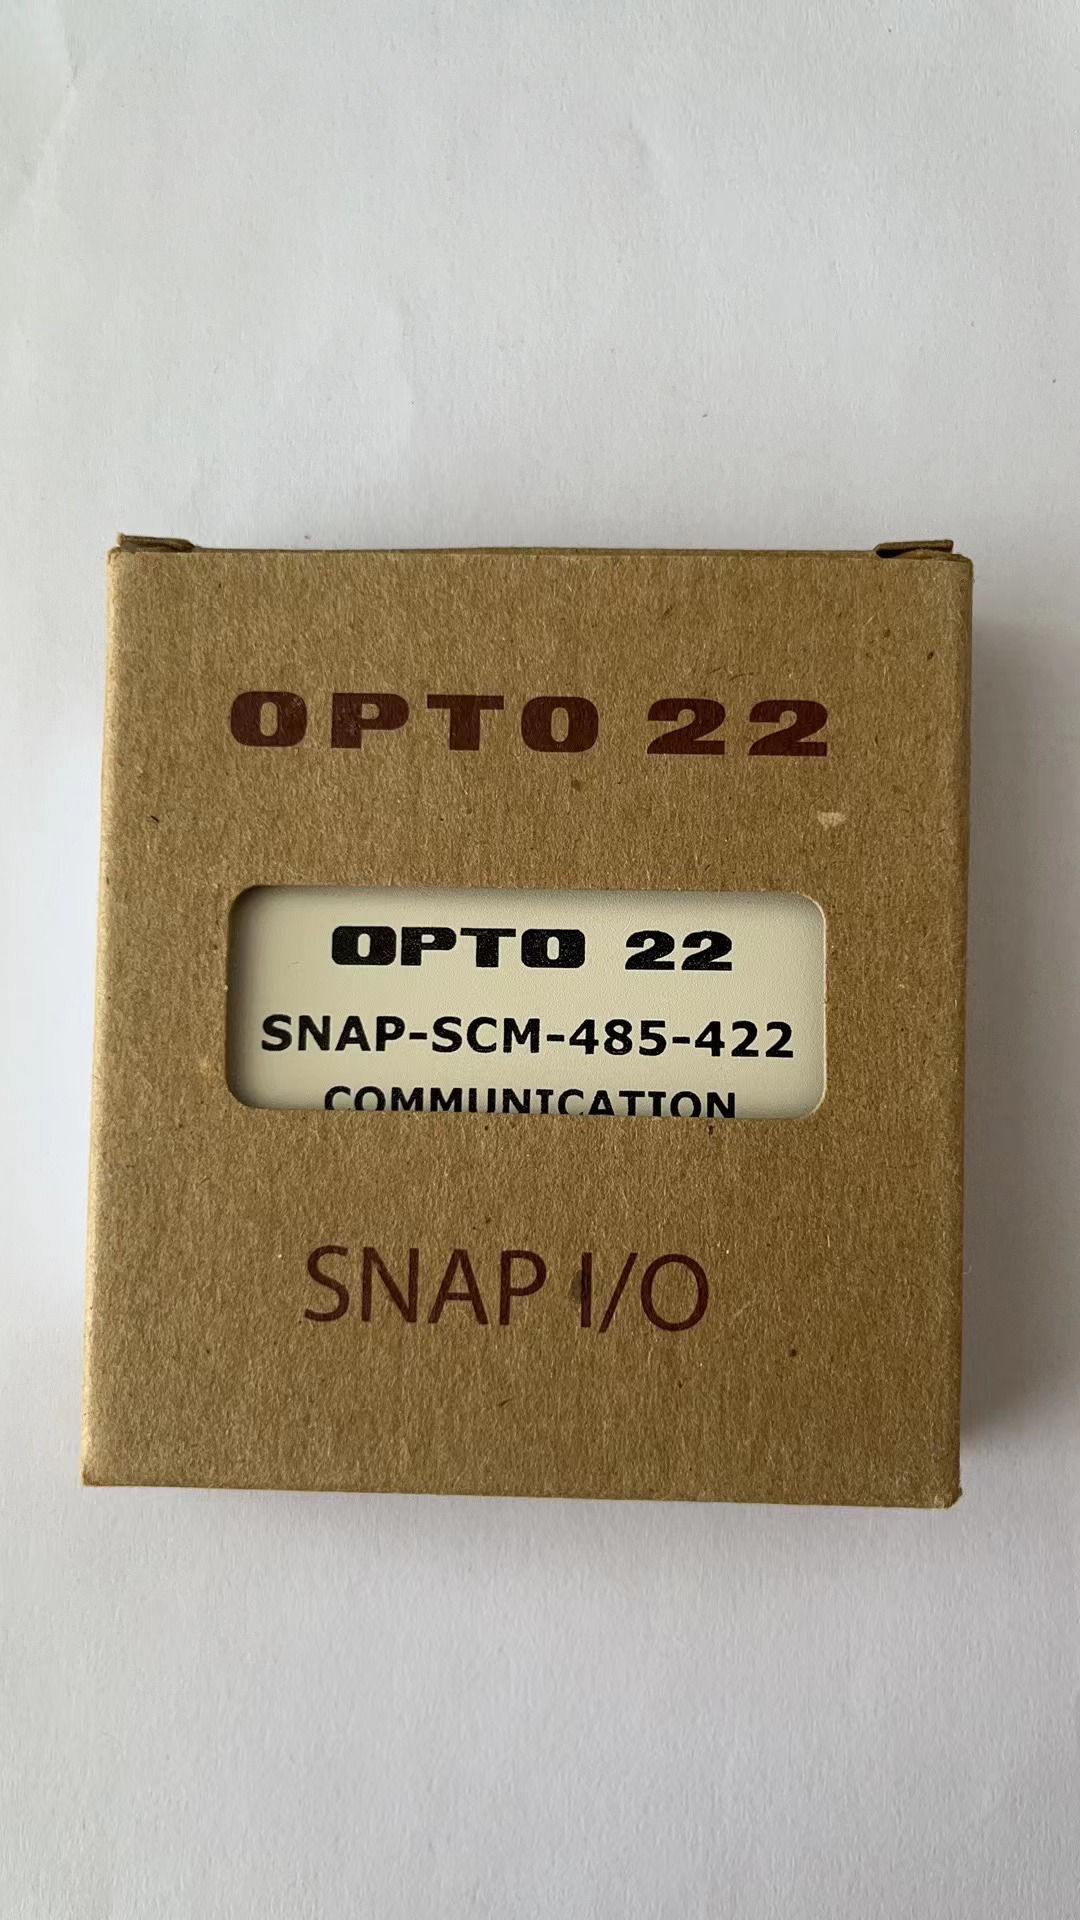 OPTO 22
OPTO 22
SNAP-SCM-485-422
COMMUNICATION
SNAP I/O